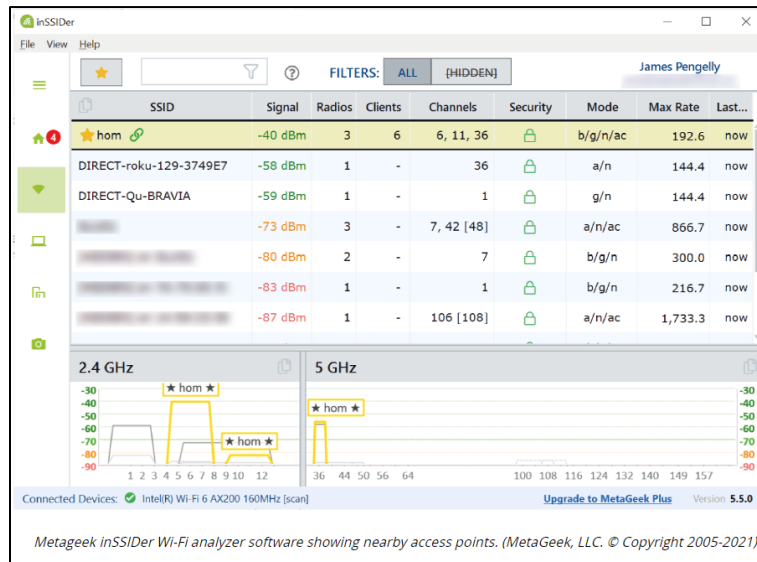 inSSIDer
File View Help
FILTERS: ALL [HIDDEN]
James Pengelly
SSID Signal Radios Clients Channels Security Mode Max Rate Last...
4
hom -40 dBm 3 6 6, 11, 36 b/g/n/ac 192.6 now
DIRECT-roku-129-3749E7 -58 dBm 1 - 36 a/n 144.4 now
DIRECT-Qu-BRAVIA -59 dBm 1 - 1 g/n 144.4 now
-73 dBm 3 - 7, 42 [48] a/n/ac 866.7 now
-80 dBm 2 - 7 b/g/n 300.0 now
-83 dBm 1 - 1 b/g/n 216.7 now
-87 dBm 1 - 106 [108] a/n/ac 1,733.3 now
2.4 GHz 5 GHz
-30 ★ hom ★ -30
-40 -40
-50 ★ hom ★ -50
-60 -60
-70 ★ hom ★ -70
-80 -80
-90 -90
1 2 3 4 5 6 7 8 9 10 12 36 44 50 56 64 100 108 116 124 132 140 149 157
Connected Devices: Intel(R) Wi-Fi 6 AX200 160MHz [scan] Upgrade to MetaGeek Plus Version 5.5.0
Metageek inSSIDer Wi-Fi analyzer software showing nearby access points. (MetaGeek, LLC. © Copyright 2005-2021)